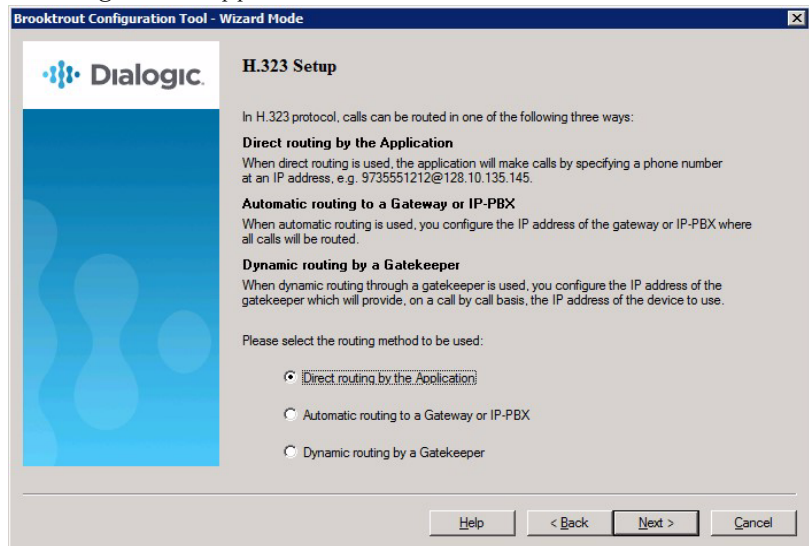 Brooktrout Configuration Tool - Wizard Mode
Dialogic.
H.323 Setup
In H.323 protocol, calls can be routed in one of the following three ways:
Direct routing by the Application
When direct routing is used, the application will make calls by specifying a phone number
at an IP address, e.g. 9735551212@128.10.135.145.
Automatic routing to a Gateway or IP-PBX
When automatic routing is used, you configure the IP address of the gateway or IP-PBX where
all calls will be routed.
Dynamic routing by a Gatekeeper
When dynamic routing through a gatekeeper is used, you configure the IP address of the
gatekeeper which will provide, on a call by call basis, the IP address of the device to use.
Please select the routing method to be used:
Direct routing by the Application
Automatic routing to a Gateway or IP-PBX
Dynamic routing by a Gatekeeper
Help
< Back
Next >
Cancel